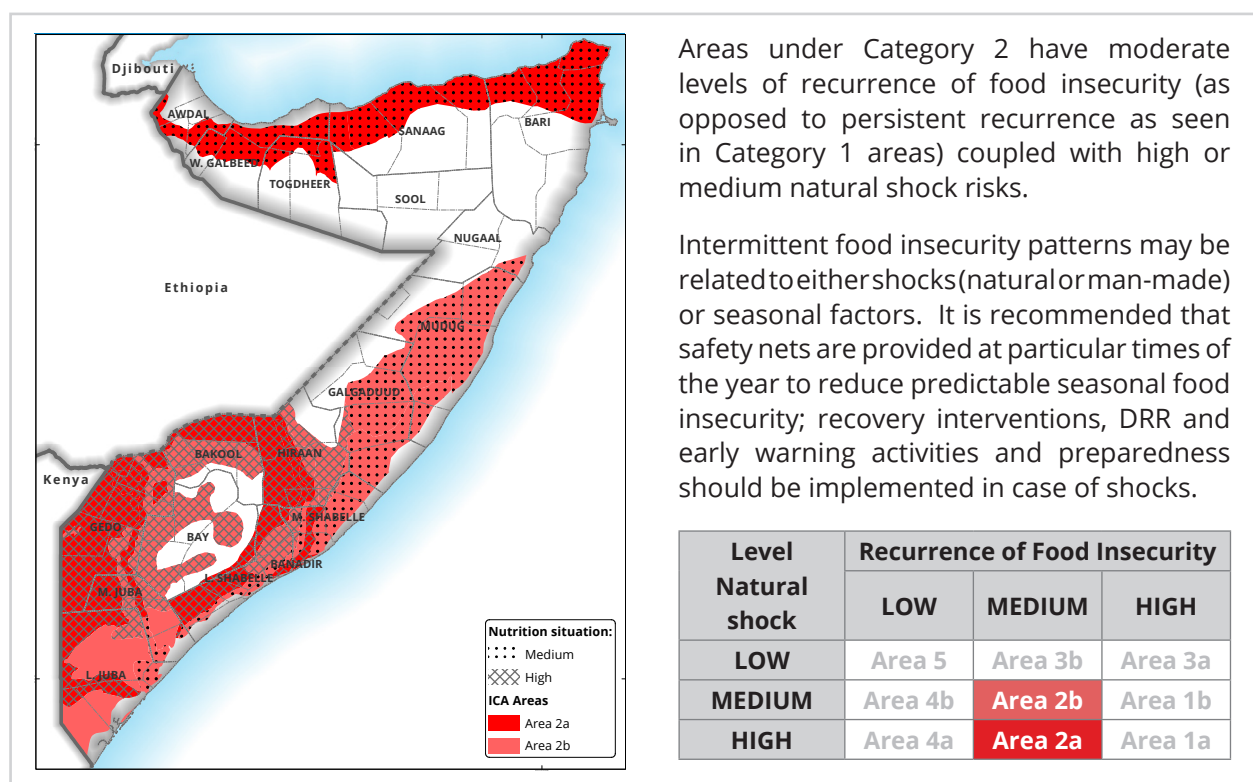 Djibouti
AWDAL
W. GALBEED
TOGDHEER
SANAAG
BARI
SOOL
NUGAAL
Ethiopia
MUDUG
GALGADUUD
BAKOOL
HIRAAN
Kenya
GEDO
BAY
M. SHABELLE
BANADIR
L. SHABELLE
M. JUBA
L. JUBA
Nutrition situation:
Medium
High
ICA Areas
Area 2a
Area 2b
Areas under Category 2 have moderate
levels of recurrence of food insecurity (as
opposed to persistent recurrence as seen
in Category 1 areas) coupled with high or
medium natural shock risks.
Intermittent food insecurity patterns may be
related to either shocks (natural or man-made)
or seasonal factors. It is recommended that
safety nets are provided at particular times of
the year to reduce predictable seasonal food
insecurity; recovery interventions, DRR and
early warning activities and preparedness
should be implemented in case of shocks.
Level Natural shock Recurrence of Food Insecurity
LOW MEDIUM HIGH
LOW Area 5 Area 3b Area 3a
MEDIUM Area 4b Area 2b Area 1b
HIGH Area 4a Area 2a Area 1a